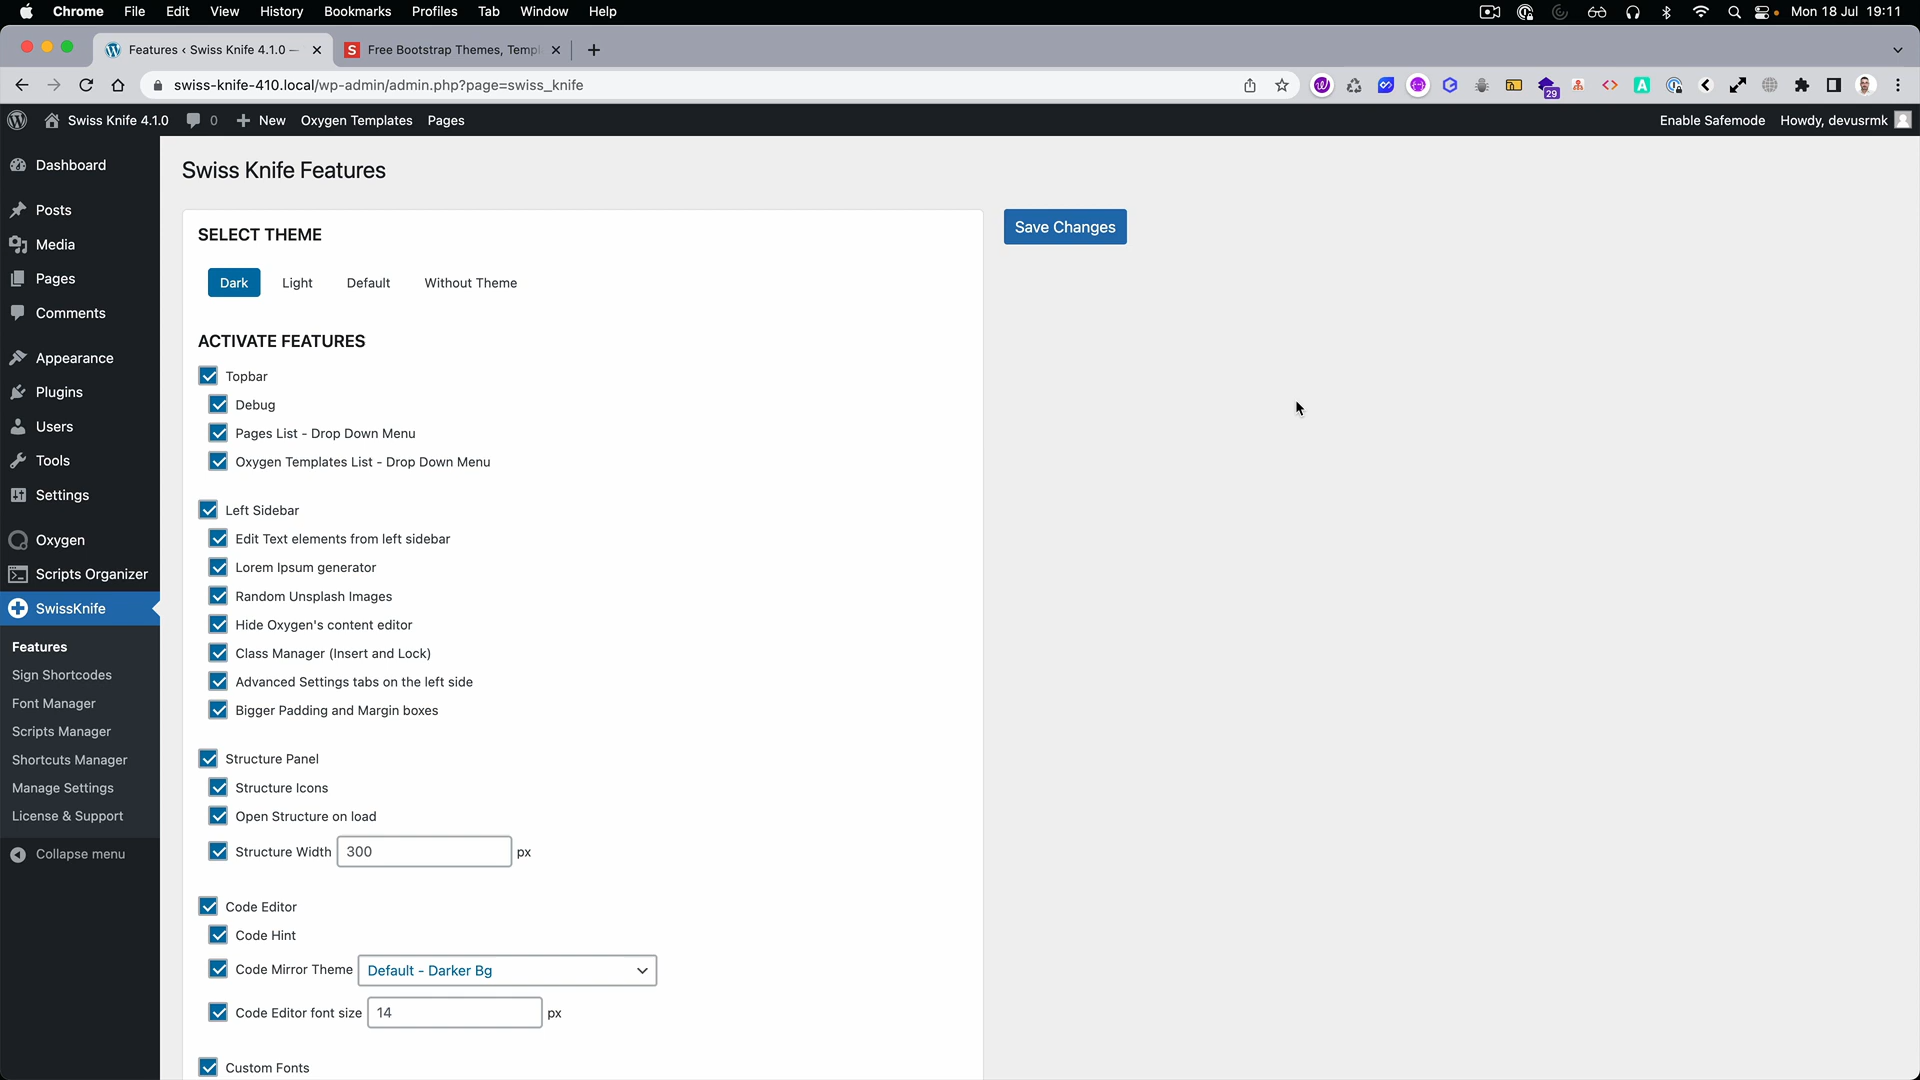 Chrome File Edit View History Bookmarks Profiles Tab Window Help Mon 18 Jul 19:11
Features ‹ Swiss Knife 4.1.0 — Free Bootstrap Themes, Templ
swiss-knife-410.local/wp-admin/admin.php?page=swiss_knife 29
Swiss Knife 4.1.0 0 New Oxygen Templates Pages Enable Safemode Howdy, devusrmk
Dashboard
Posts
Media
Pages
Comments
Appearance
Plugins
Users
Tools
Settings
Oxygen
Scripts Organizer
SwissKnife
Features
Sign Shortcodes
Font Manager
Scripts Manager
Shortcuts Manager
Manage Settings
License & Support
Collapse menu
Swiss Knife Features
SELECT THEME
Save Changes
Dark Light Default Without Theme
ACTIVATE FEATURES
Topbar
Debug
Pages List - Drop Down Menu
Oxygen Templates List - Drop Down Menu
Left Sidebar
Edit Text elements from left sidebar
Lorem Ipsum generator
Random Unsplash Images
Hide Oxygen's content editor
Class Manager (Insert and Lock)
Advanced Settings tabs on the left side
Bigger Padding and Margin boxes
Structure Panel
Structure Icons
Open Structure on load
Structure Width 300 px
Code Editor
Code Hint
Code Mirror Theme Default - Darker Bg
Code Editor font size 14 px
Custom Fonts